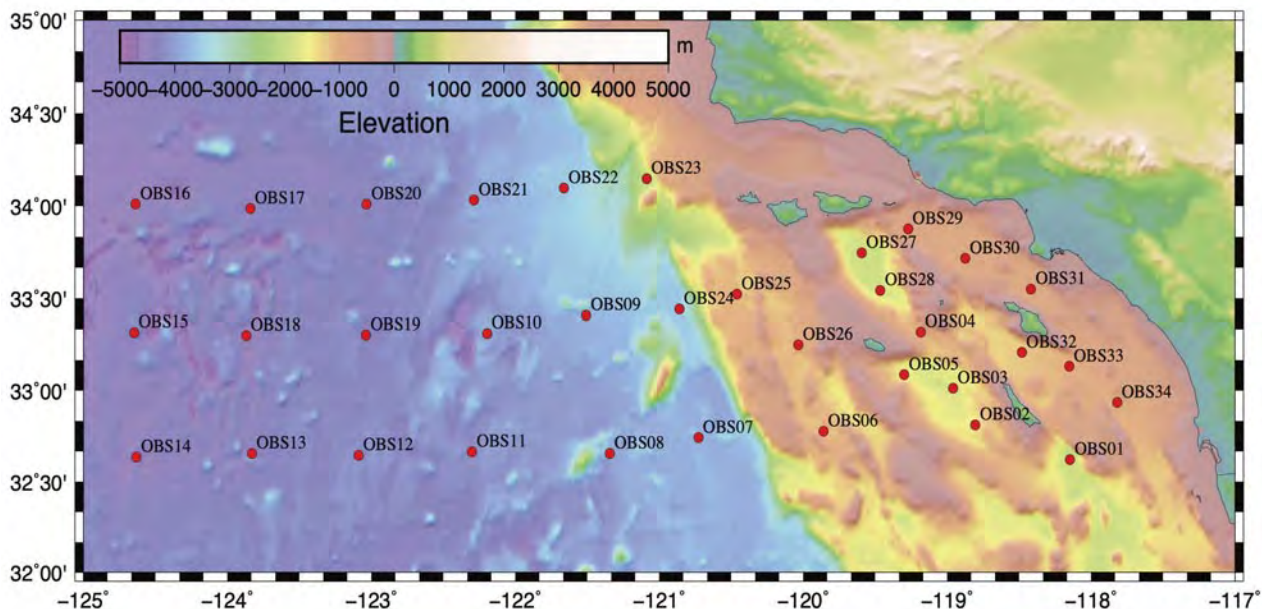 35˚00'
m
−5000 −4000 −3000 −2000 −1000 0 1000 2000 3000 4000 5000
Elevation
34˚30'
OBS23
OBS22
OBS16 OBS17 OBS20 OBS21
34˚00'
OBS29
OBS27
OBS30
OBS28
OBS25
OBS31
33˚30'
OBS24
OBS09
OBS15 OBS18 OBS19 OBS10
OBS04
OBS26
OBS32
OBS33
OBS05
OBS03
33˚00'
OBS34
OBS02
OBS07
OBS06
OBS14 OBS13 OBS12 OBS11 OBS08
OBS01
32˚30'
32˚00'
−125˚ −124˚ −123˚ −122˚ −121˚ −120˚ −119˚ −118˚ −117˚